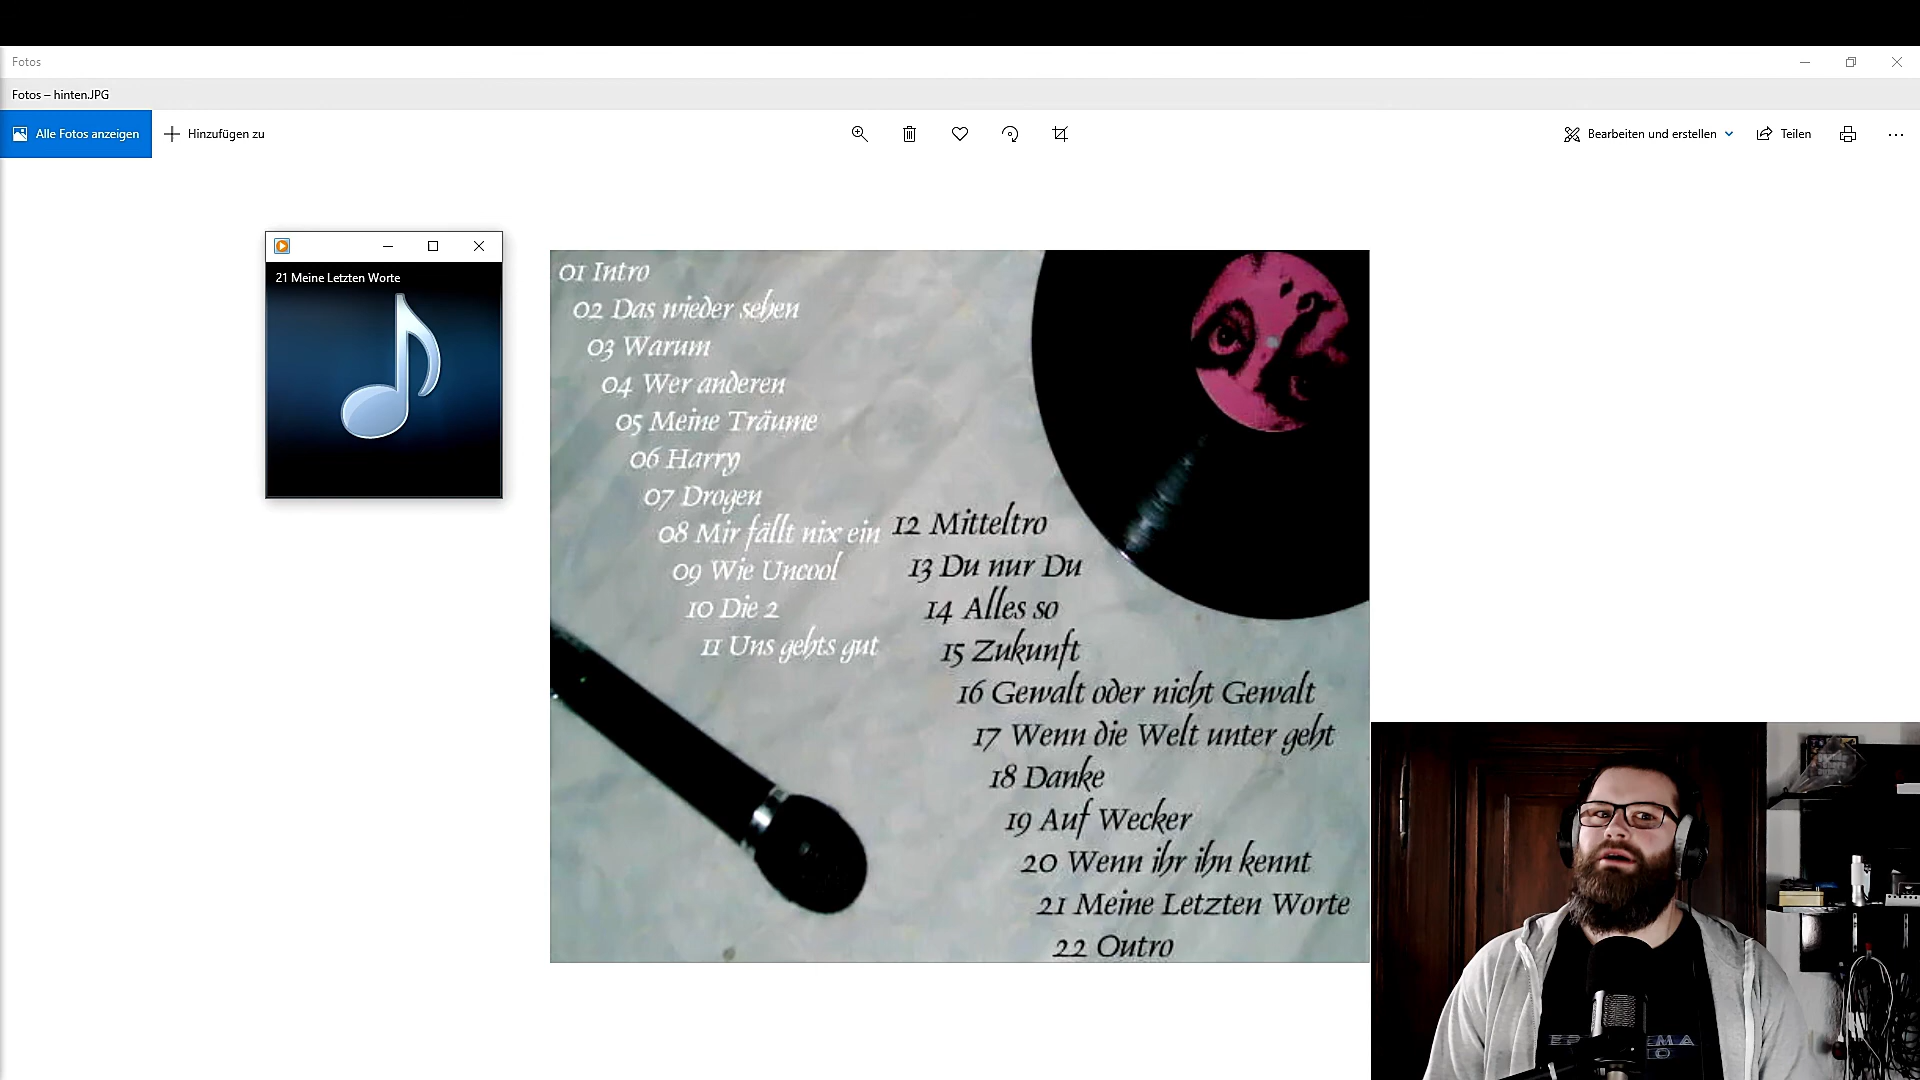 Fotos
Fotos – hinten.JPG
Alle Fotos anzeigen
Hinzufügen zu
Bearbeiten und erstellen
Teilen
21 Meine Letzten Worte
01 Intro
02 Das wieder sehen
03 Warum
04 Wer anderen
05 Meine Träume
06 Harry
07 Drogen
08 Mir fällt nix ein
09 Wie Uncool
10 Die 2
11 Uns gehts gut
12 Mitteltro
13 Du nur Du
14 Alles so
15 Zukunft
16 Gewalt oder nicht Gewalt
17 Wenn die Welt unter geht
18 Danke
19 Auf Wecker
20 Wenn ihr ihn kennt
21 Meine Letzten Worte
22 Outro